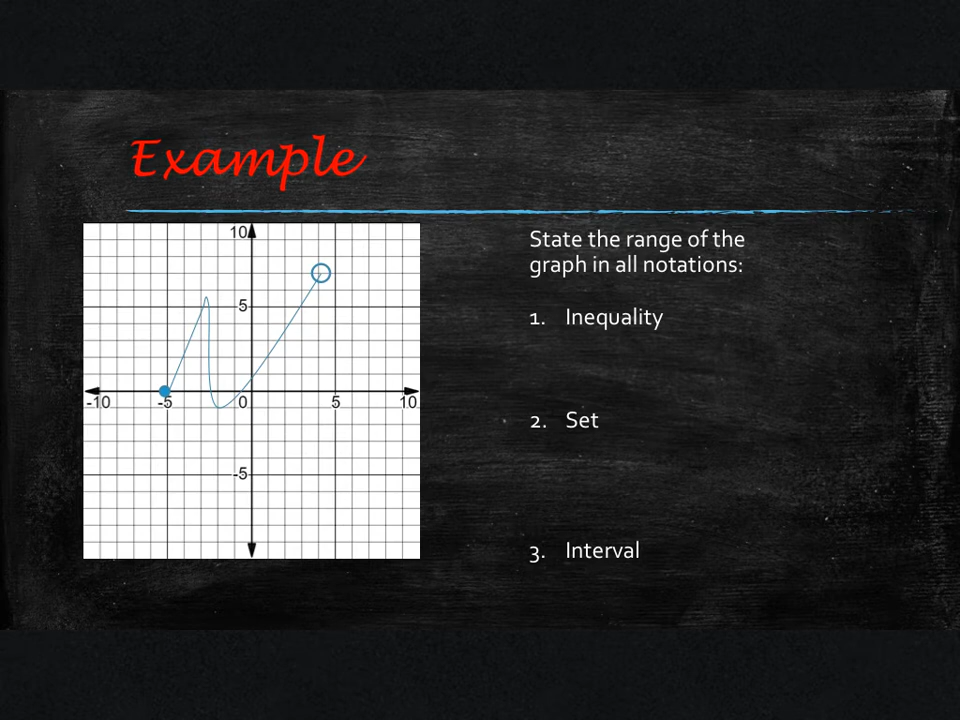 Example
State the range of the
graph in all notations:
1. Inequality
2. Set
3. Interval
10
5
-10
-5
0
5
10
-5